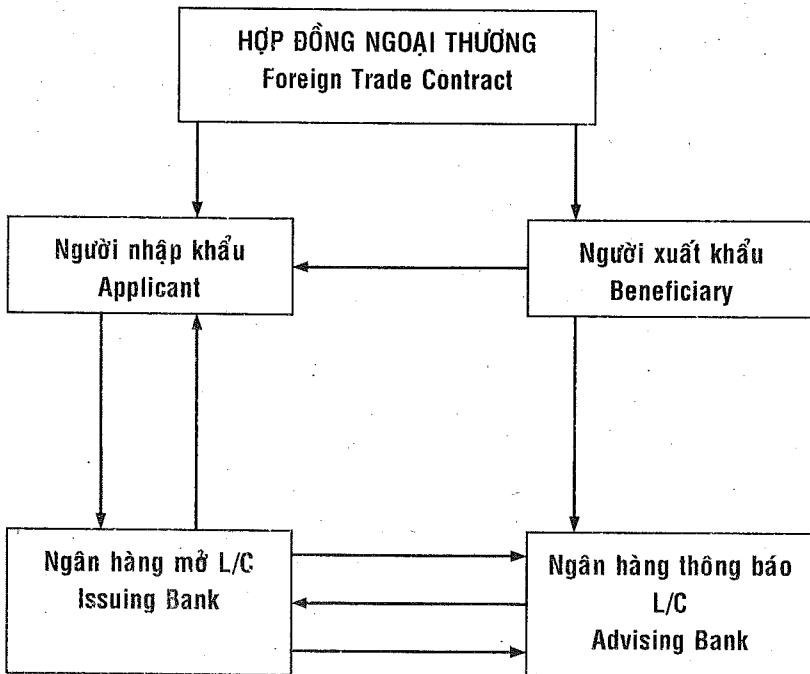 HỢP ĐỒNG NGOẠI THƯƠNG
Foreign Trade Contract
Người nhập khẩu
Applicant
Người xuất khẩu
Beneficiary
Ngân hàng mở L/C
Issuing Bank
Ngân hàng thông báo
L/C
Advising Bank